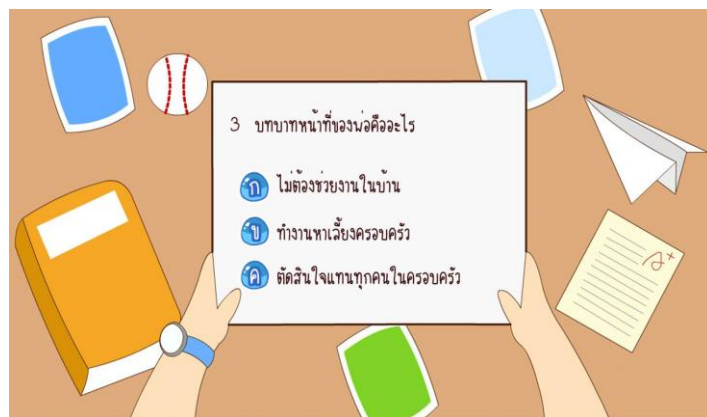 3 บทบาทหน้าที่ของพ่อคืออะไร
ก ไม่ต้องช่วยงานในบ้าน
ข ทำงานหาเลี้ยงครอบครัว
ค ตัดสินใจแทนทุกคนในครอบครัว
A+